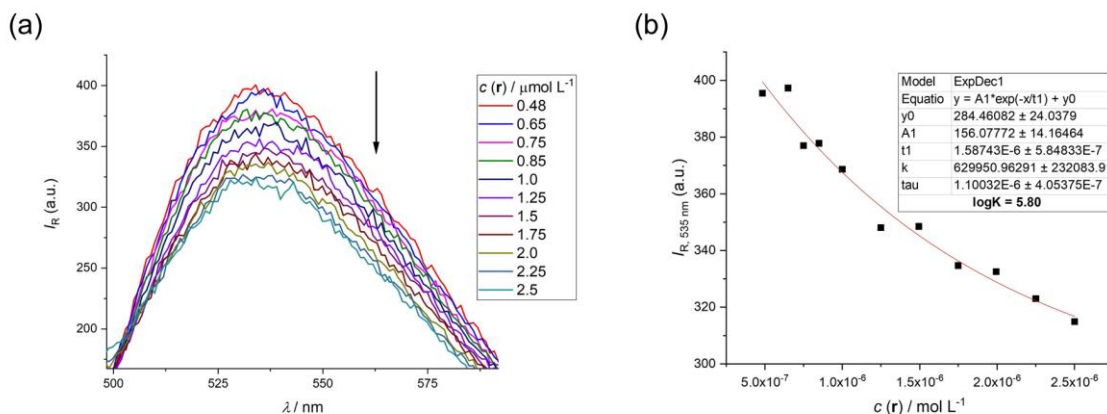 (a)
400
350
300
250
200
I_R (a.u.)
500
525
550
575
λ / nm
c (r) / μmol L⁻¹
0.48
0.65
0.75
0.85
1.0
1.25
1.5
1.75
2.0
2.25
2.5
(b)
400
380
360
340
320
300
I_R, 535 nm (a.u.)
5.0x10⁻⁷
1.0x10⁻⁶
1.5x10⁻⁶
2.0x10⁻⁶
2.5x10⁻⁶
c (r) / mol L⁻¹
Model ExpDec1
Equatio y = A1*exp(-x/t1) + y0
y0 284.46082 ± 24.0379
A1 156.07772 ± 14.16464
t1 1.58743E-6 ± 5.84833E-7
k 629950.96291 ± 232083.9
tau 1.10032E-6 ± 4.05375E-7
logK = 5.80